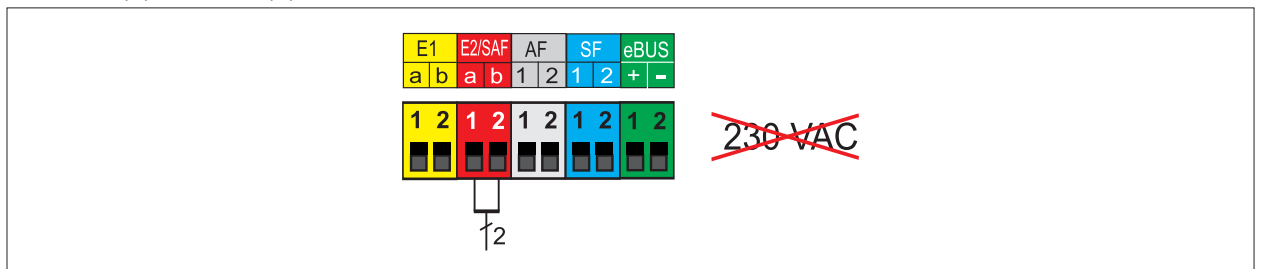 E1 E2/SAF AF SF eBUS
a b a b 1 2 1 2 + -
1 2 1 2 1 2 1 2 1 2
230 VAC
2